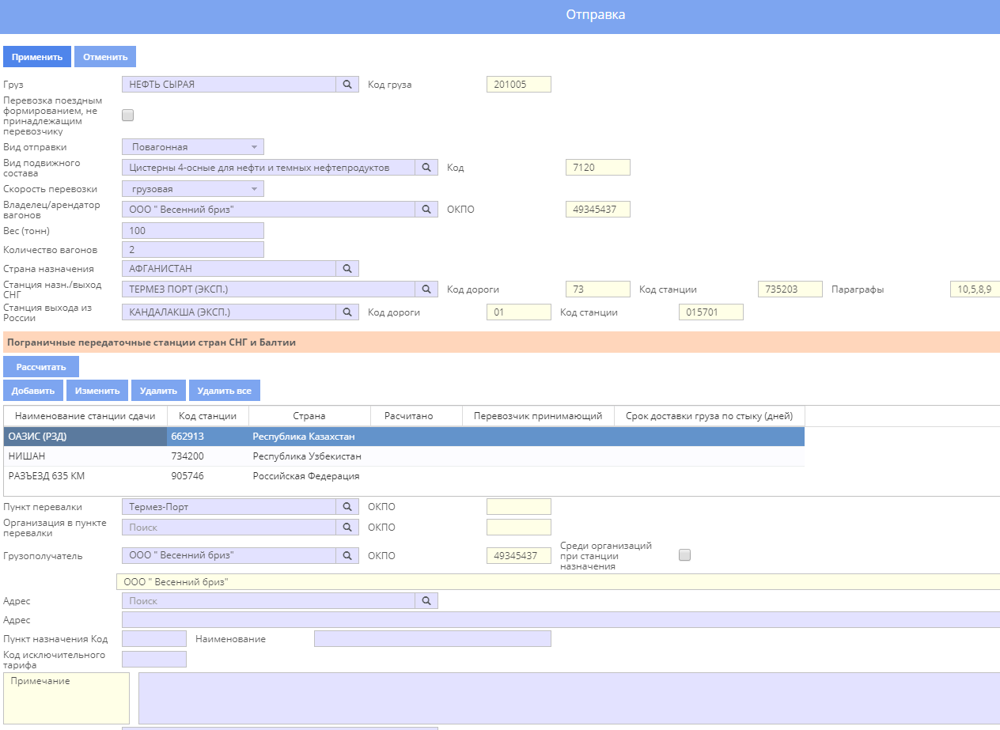 Отправка
Применить Отменить
Груз НЕФТЬ СЫРАЯ Код груза 201005
Перевозка поездным
формированием, не
принадлежащим
перевозчику
Вид отправки Повагонная
Вид подвижного
состава Цистерны 4-осные для нефти и темных нефтепродуктов Код 7120
Скорость перевозки грузовая
Владелец/арендатор
вагонов ООО " Весенний бриз" ОКПО 49345437
Вес (тонн) 100
Количество вагонов 2
Страна назначения АФГАНИСТАН
Станция назн./выход
СНГ ТЕРМЕЗ ПОРТ (ЭКСП.) Код дороги 73 Код станции 735203 Параграфы 10,5,8,9
Станция выхода из
России КАНДАЛАКША (ЭКСП.) Код дороги 01 Код станции 015701
Пограничные передаточные станции стран СНГ и Балтии
Рассчитать
Добавить Изменить Удалить Удалить все
Наименование станции сдачи Код станции Страна Расчитано Перевозчик принимающий Срок доставки груза по стыку (дней)
ОАЗИС (РЗД) 662913 Республика Казахстан
НИШАН 734200 Республика Узбекистан
РАЗЪЕЗД 635 КМ 905746 Российская Федерация
Пункт перевалки Термез-Порт ОКПО
Организация в пункте
перевалки Поиск ОКПО
Грузополучатель ООО " Весенний бриз" ОКПО 49345437 Среди организаций
при станции
назначения
ООО " Весенний бриз"
Адрес Поиск
Адрес
Пункт назначения Код Наименование
Код исключительного
тарифа
Примечание